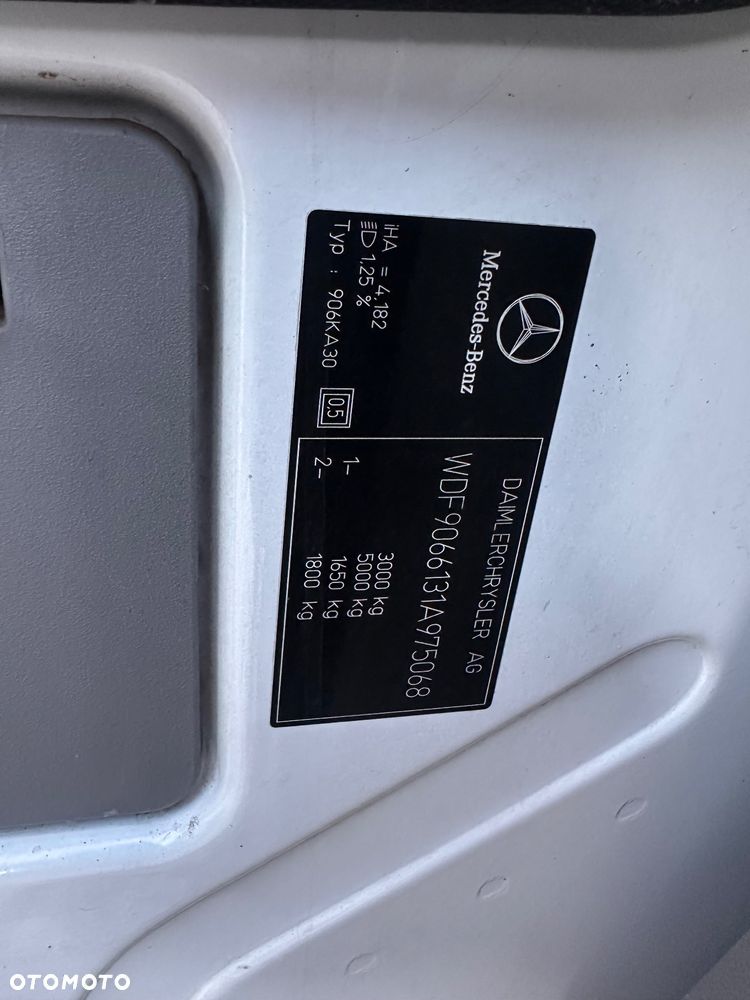 Mercedes-Benz
iHA = 4,182
1,25 %
Typ : 906KA30
0,5
DAIMLERCHRYSLER AG
WDF9066131A975068
3000 kg
5000 kg
1- 1650 kg
2- 1800 kg
OTOMOTO